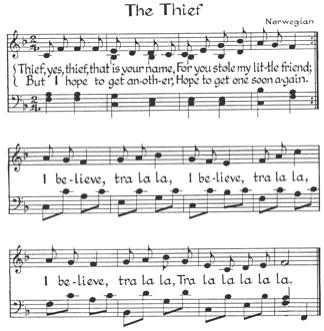 The Thief
Norwegian
Thief, yes, thief, that is your name, For you stole my lit-tle friend;
But I hope to get an-oth-er, Hope to get one soon a-gain.
I be-lieve, tra la la, I be-lieve, tra la la,
I be-lieve, tra la la, Tra la la la la la.